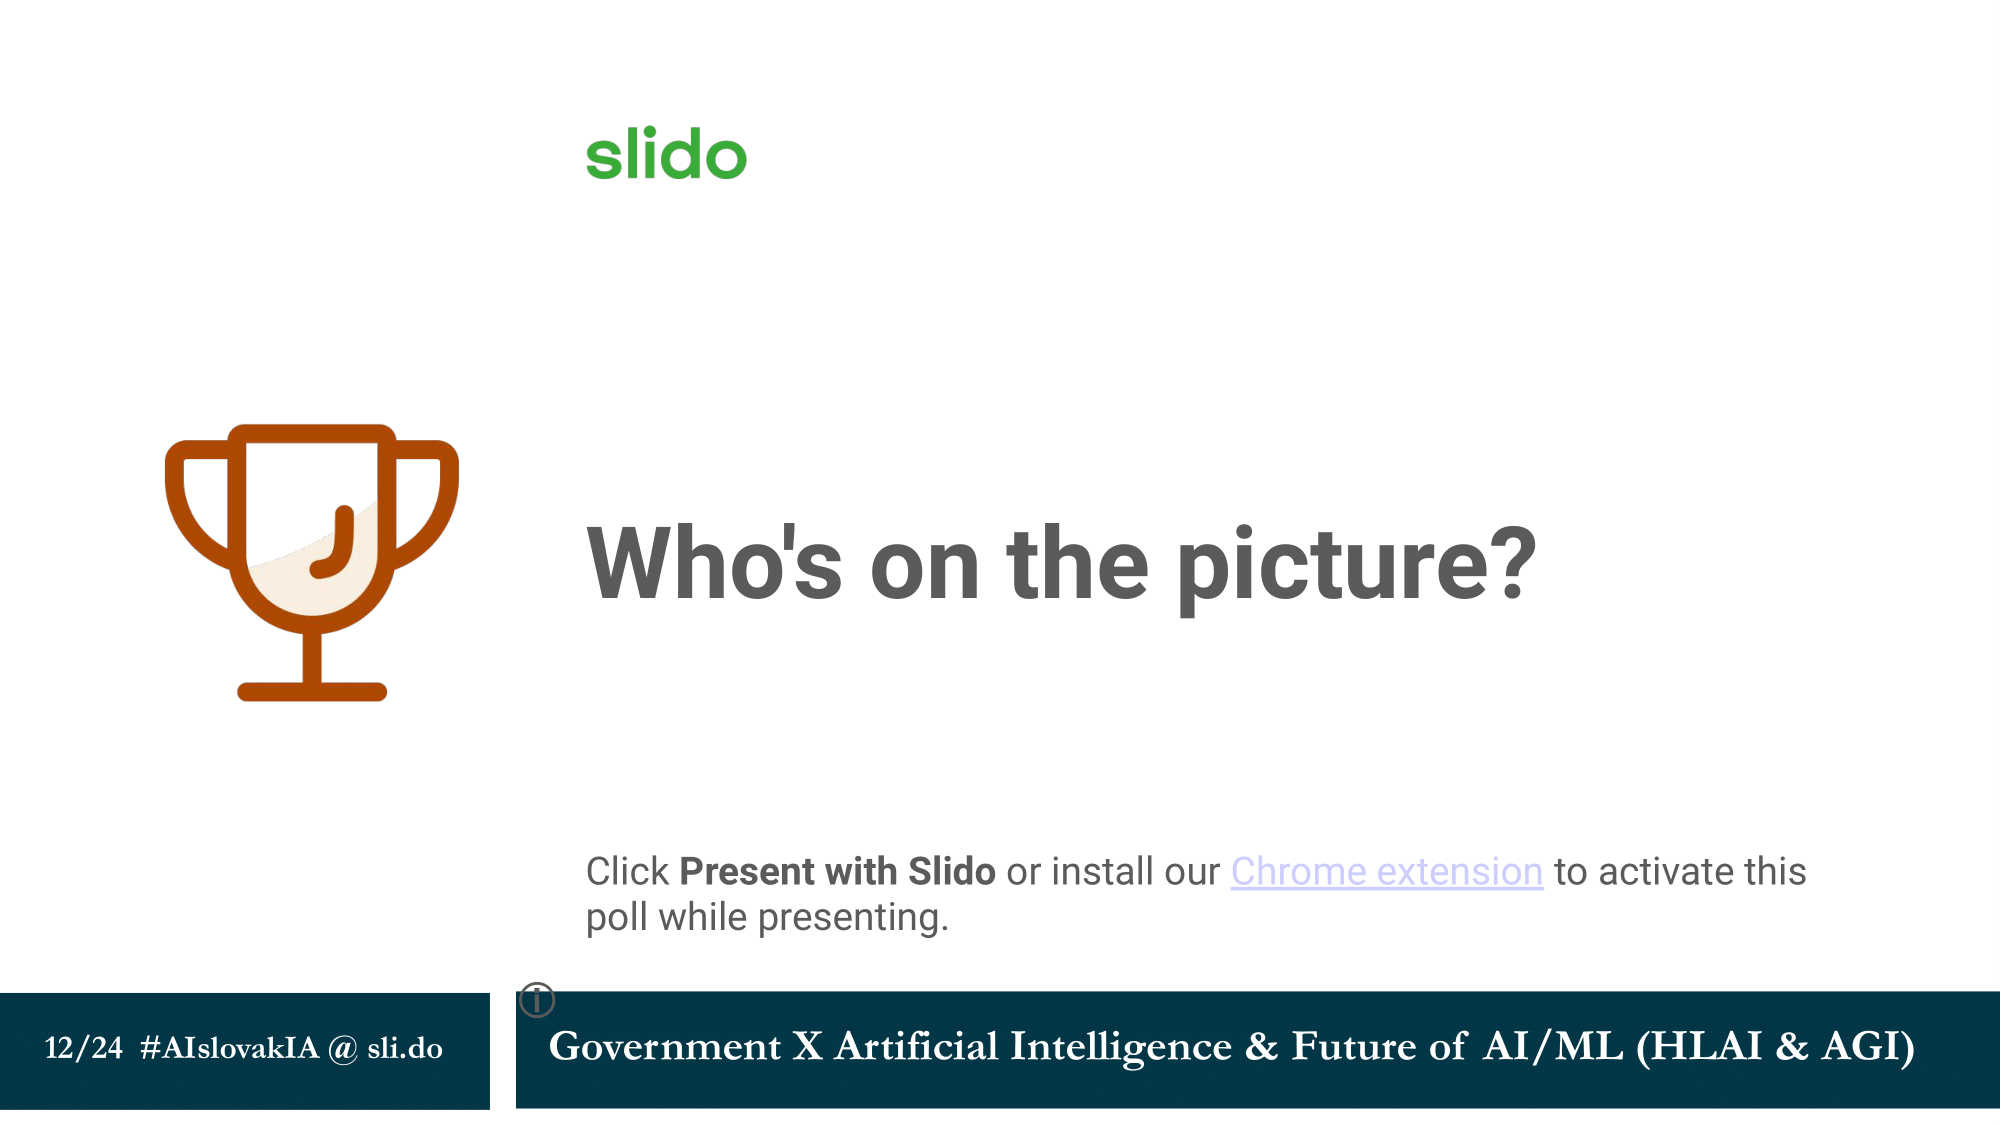 slido
Who's on the picture?
Click Present with Slido or install our Chrome extension to activate this
poll while presenting.
ⓘ
12/24 #AIslovakIA @ sli.do
Government X Artificial Intelligence & Future of AI/ML (HLAI & AGI)